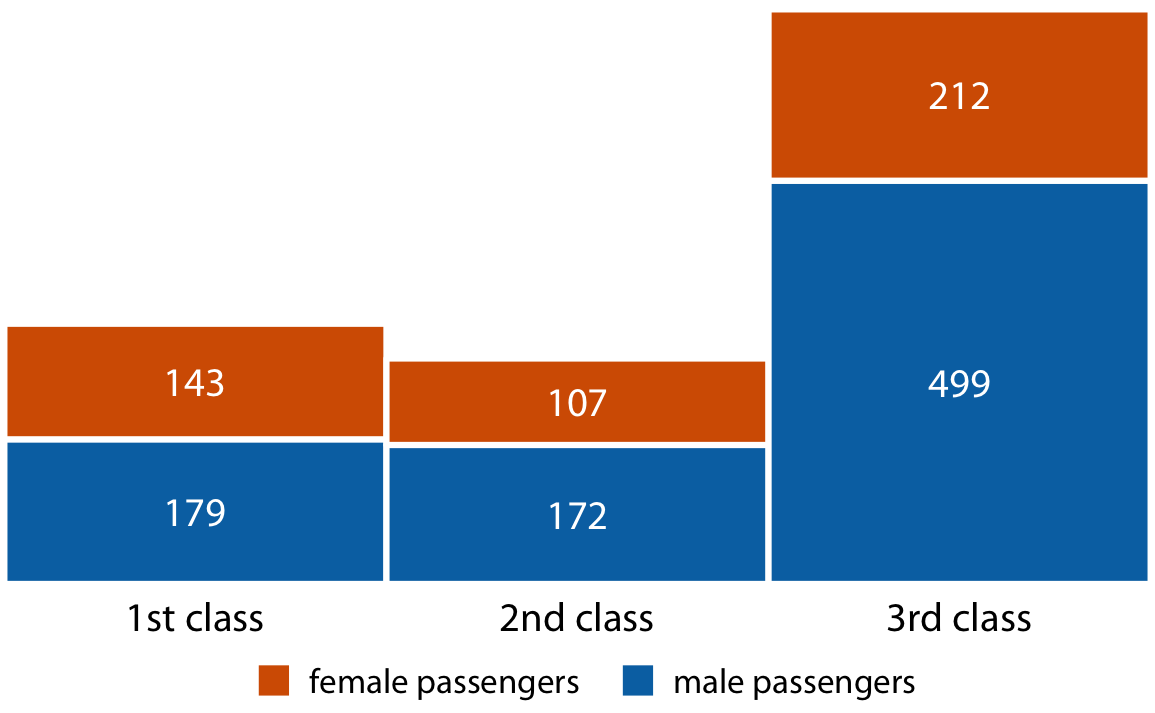 212
143
107
499
179
172
1st class
2nd class
3rd class
female passengers
male passengers